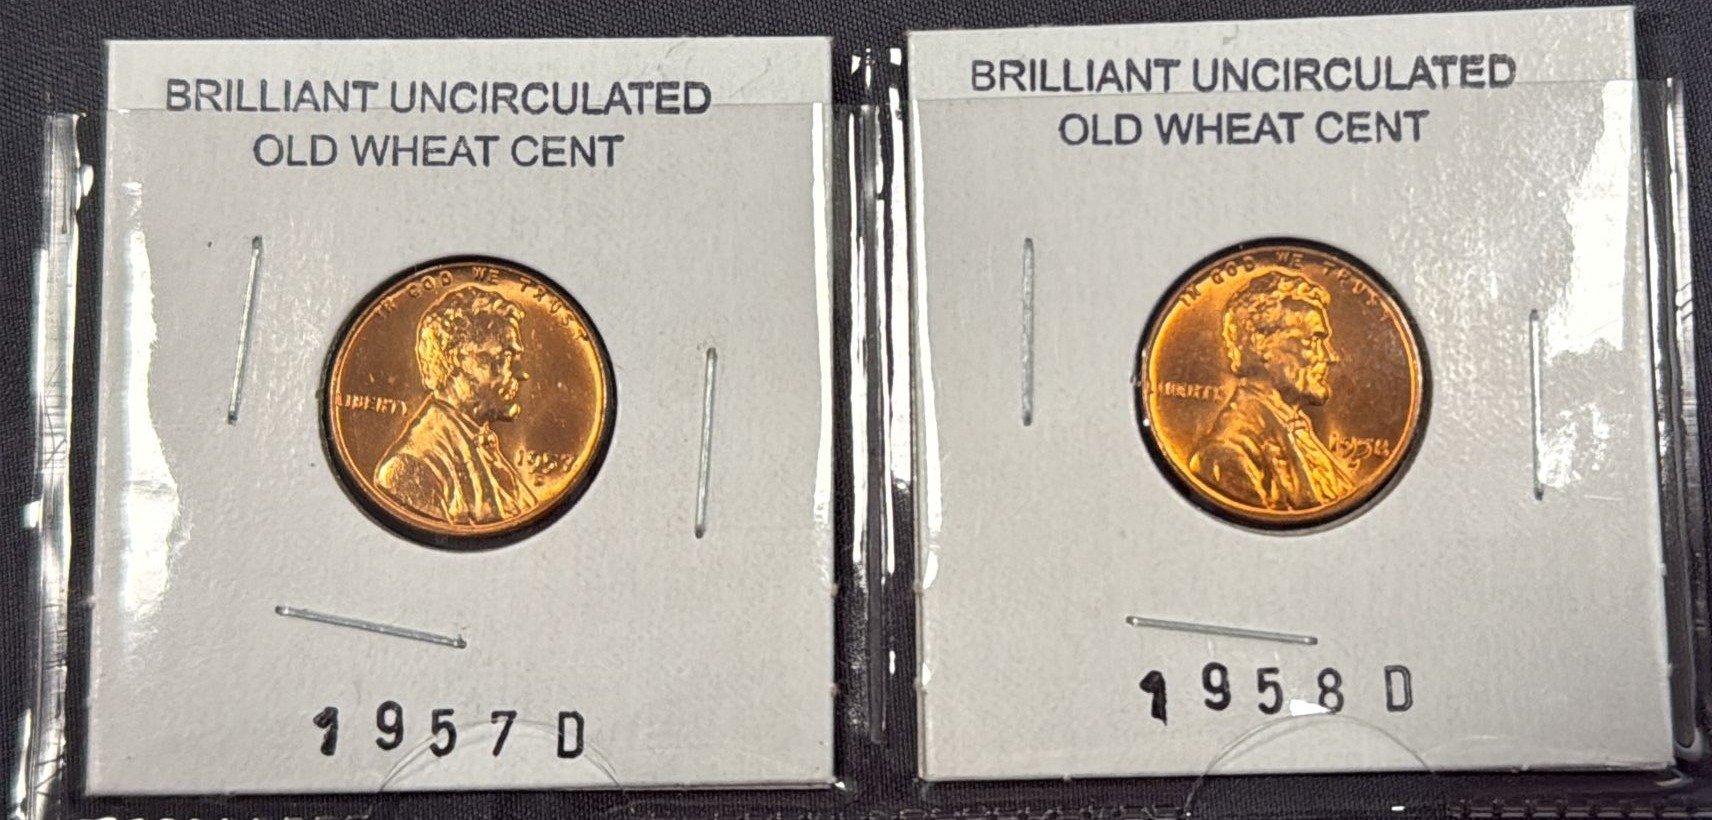 BRILLIANT UNCIRCULATED
OLD WHEAT CENT
IN GOD WE TRUST
LIBERTY
1957
D
1957D
BRILLIANT UNCIRCULATED
OLD WHEAT CENT
IN GOD WE TRUST
LIBERTY
1958
D
1958D